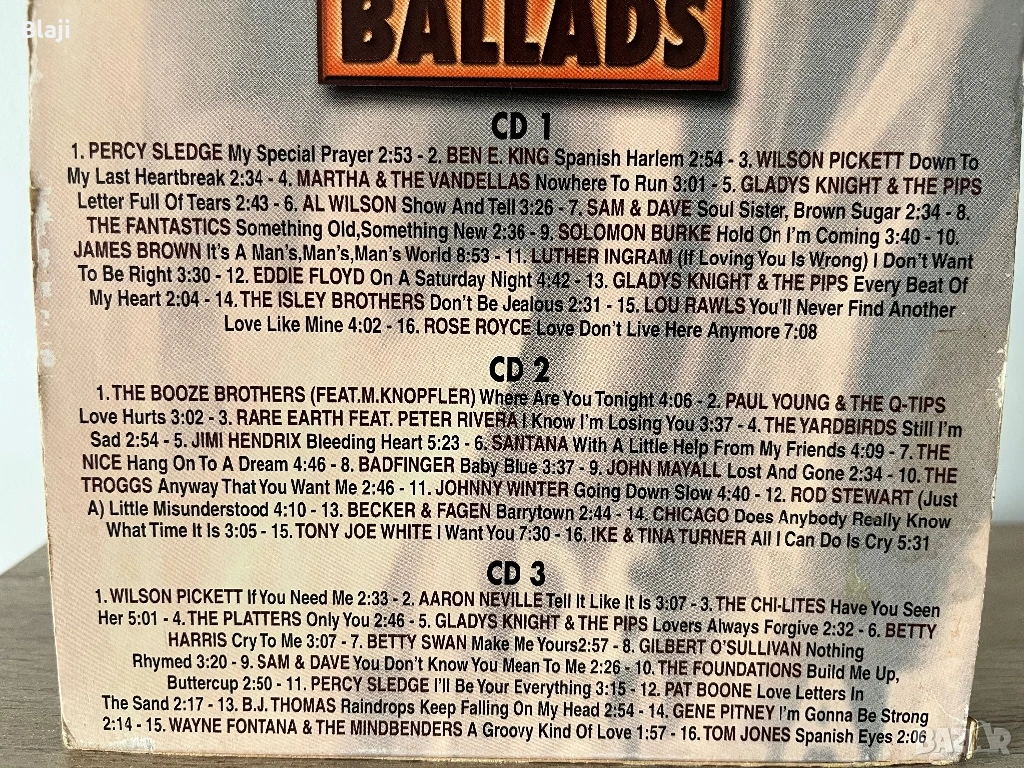 Blaji
BALLADS
CD 1
1. PERCY SLEDGE My Special Prayer 2:53 - 2. BEN E. KING Spanish Harlem 2:54 - 3. WILSON PICKETT Down To
My Last Heartbreak 2:34 - 4. MARTHA & THE VANDELLAS Nowhere To Run 3:01 - 5. GLADYS KNIGHT & THE PIPS
Letter Full Of Tears 2:43 - 6. AL WILSON Show And Tell 3:26 - 7. SAM & DAVE Soul Sister, Brown Sugar 2:34 - 8.
THE FANTASTICS Something Old,Something New 2:36 - 9. SOLOMON BURKE Hold On I'm Coming 3:40 - 10.
JAMES BROWN It's A Man's,Man's,Man's World 8:53 - 11. LUTHER INGRAM (If Loving You Is Wrong) I Don't Want
To Be Right 3:30 - 12. EDDIE FLOYD On A Saturday Night 4:42 - 13. GLADYS KNIGHT & THE PIPS Every Beat Of
My Heart 2:04 - 14. THE ISLEY BROTHERS Don't Be Jealous 2:31 - 15. LOU RAWLS You'll Never Find Another
Love Like Mine 4:02 - 16. ROSE ROYCE Love Don't Live Here Anymore 7:08
CD 2
1. THE BOOZE BROTHERS (FEAT.M.KNOPFLER) Where Are You Tonight 4:06 - 2. PAUL YOUNG & THE Q-TIPS
Love Hurts 3:02 - 3. RARE EARTH FEAT. PETER RIVERA I Know I'm Losing You 3:37 - 4. THE YARDBIRDS Still I'm
Sad 2:54 - 5. JIMI HENDRIX Bleeding Heart 5:23 - 6. SANTANA With A Little Help From My Friends 4:09 - 7. THE
NICE Hang On To A Dream 4:46 - 8. BADFINGER Baby Blue 3:37 - 9. JOHN MAYALL Lost And Gone 2:34 - 10. THE
TROGGS Anyway That You Want Me 2:46 - 11. JOHNNY WINTER Going Down Slow 4:40 - 12. ROD STEWART (Just
A) Little Misunderstood 4:10 - 13. BECKER & FAGEN Barrytown 2:44 - 14. CHICAGO Does Anybody Really Know
What Time It Is 3:05 - 15. TONY JOE WHITE I Want You 7:30 - 16. IKE & TINA TURNER All I Can Do Is Cry 5:31
CD 3
1. WILSON PICKETT If You Need Me 2:33 - 2. AARON NEVILLE Tell It Like It Is 3:07 - 3. THE CHI-LITES Have You Seen
Her 5:01 - 4. THE PLATTERS Only You 2:46 - 5. GLADYS KNIGHT & THE PIPS Lovers Always Forgive 2:32 - 6. BETTY
HARRIS Cry To Me 3:07 - 7. BETTY SWAN Make Me Yours2:57 - 8. GILBERT O'SULLIVAN Nothing
Rhymed 3:20 - 9. SAM & DAVE You Don't Know You Mean To Me 2:26 - 10. THE FOUNDATIONS Build Me Up,
Buttercup 2:50 - 11. PERCY SLEDGE I'll Be Your Everything 3:15 - 12. PAT BOONE Love Letters In
The Sand 2:17 - 13. B.J. THOMAS Raindrops Keep Falling On My Head 2:54 - 14. GENE PITNEY I'm Gonna Be Strong
2:14 - 15. WAYNE FONTANA & THE MINDBENDERS A Groovy Kind Of Love 1:57 - 16. TOM JONES Spanish Eyes 2:06
BAZAR